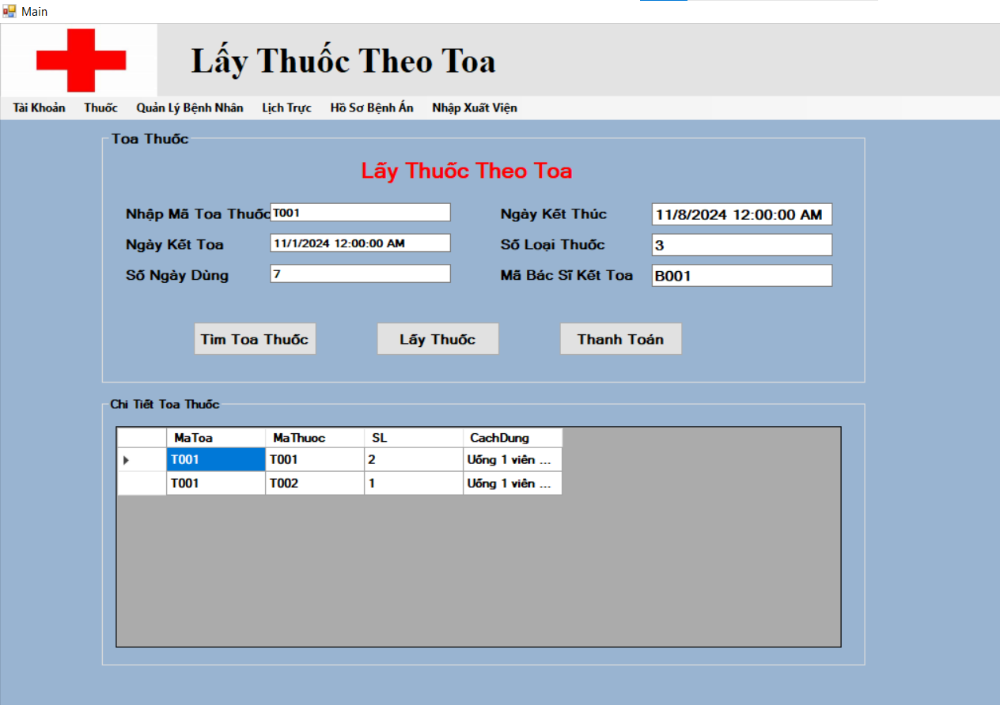 Main
Lấy Thuốc Theo Toa
Tài Khoản Thuốc Quản Lý Bệnh Nhân Lịch Trực Hồ Sơ Bệnh Án Nhập Xuất Viện
Toa Thuốc
Lấy Thuốc Theo Toa
Nhập Mã Toa Thuốc T001 Ngày Kết Thúc 11/8/2024 12:00:00 AM
Ngày Kết Toa 11/1/2024 12:00:00 AM Số Loại Thuốc 3
Số Ngày Dùng 7 Mã Bác Sĩ Kết Toa B001
Tìm Toa Thuốc Lấy Thuốc Thanh Toán
Chi Tiết Toa Thuốc
MaToa MaThuoc SL CachDung
T001 T001 2 Uống 1 viên ...
T001 T002 1 Uống 1 viên ...